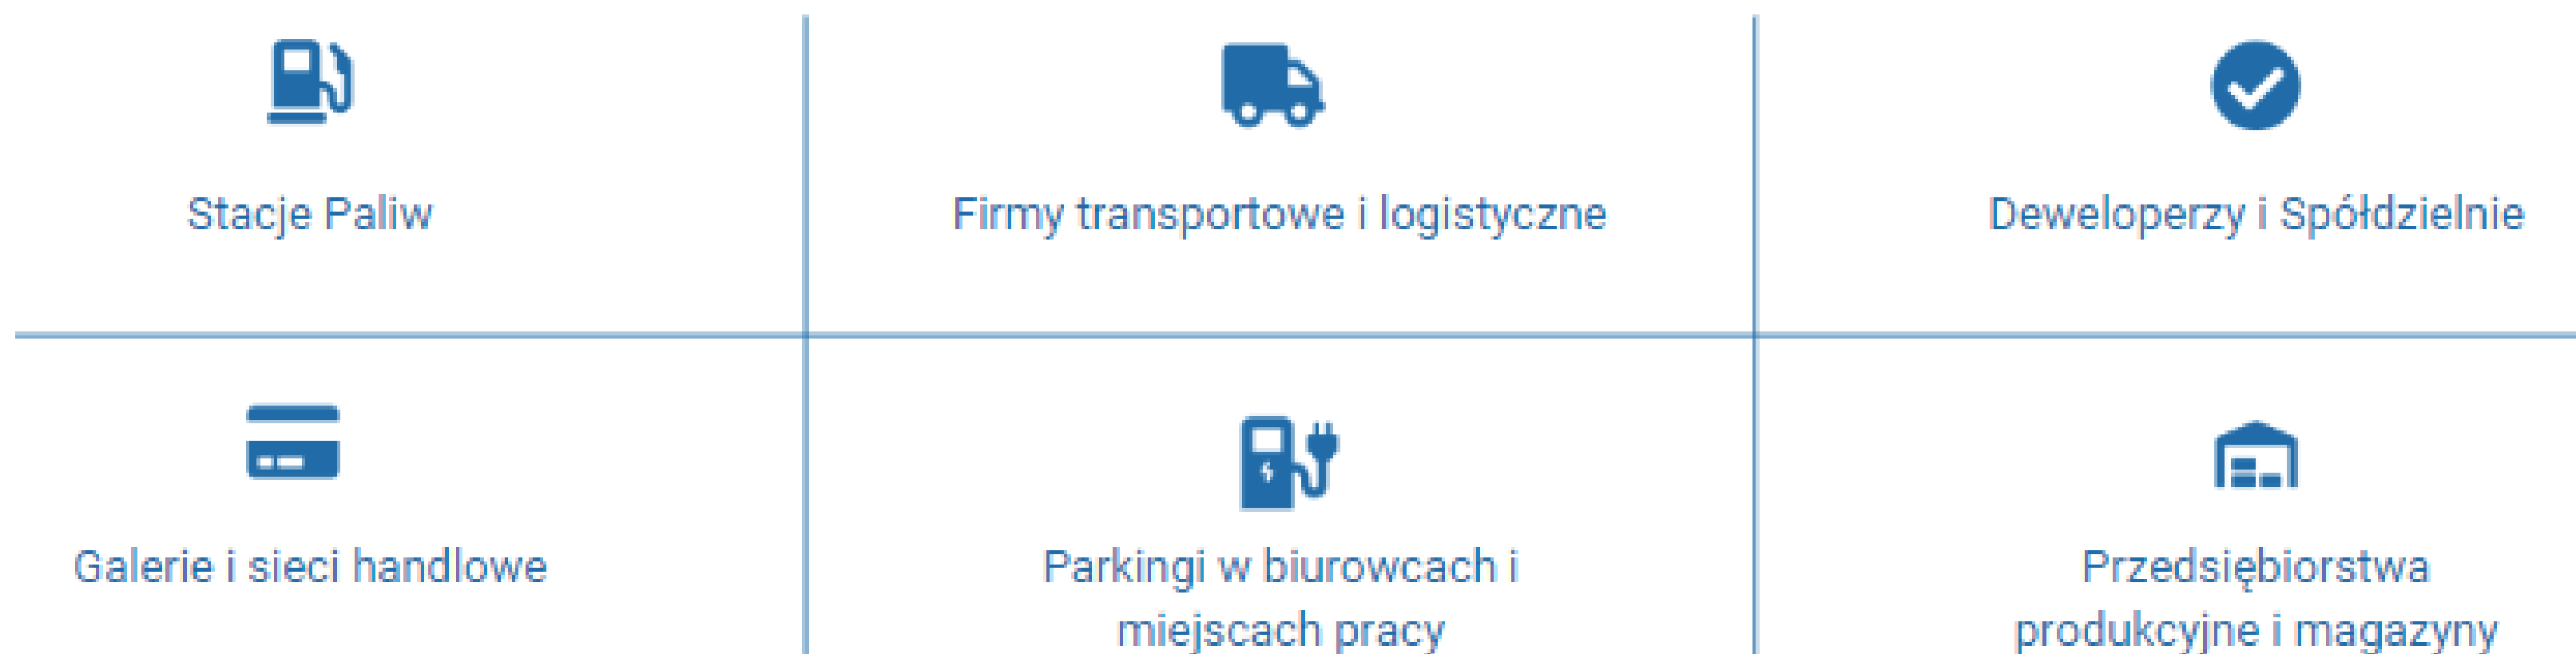 Stacje Paliw
Firmy transportowe i logistyczne
Deweloperzy i Spółdzielnie
Galerie i sieci handlowe
Parkingi w biurowcach i
miejscach pracy
Przedsiębiorstwa
produkcyjne i magazyny